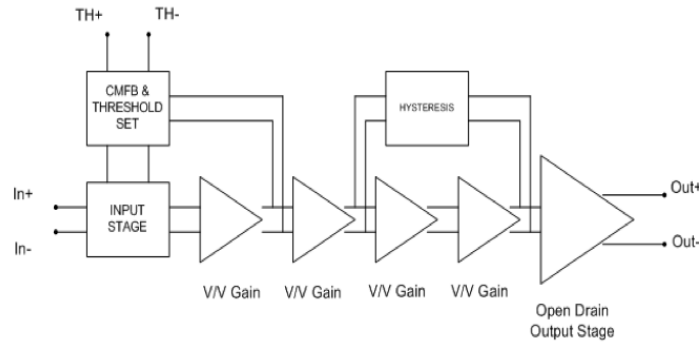 TH+ TH-
CMFB &
THRESHOLD
SET
HYSTERESIS
In+
In-
INPUT
STAGE
Out+
Out-
V/V Gain V/V Gain V/V Gain V/V Gain
Open Drain
Output Stage